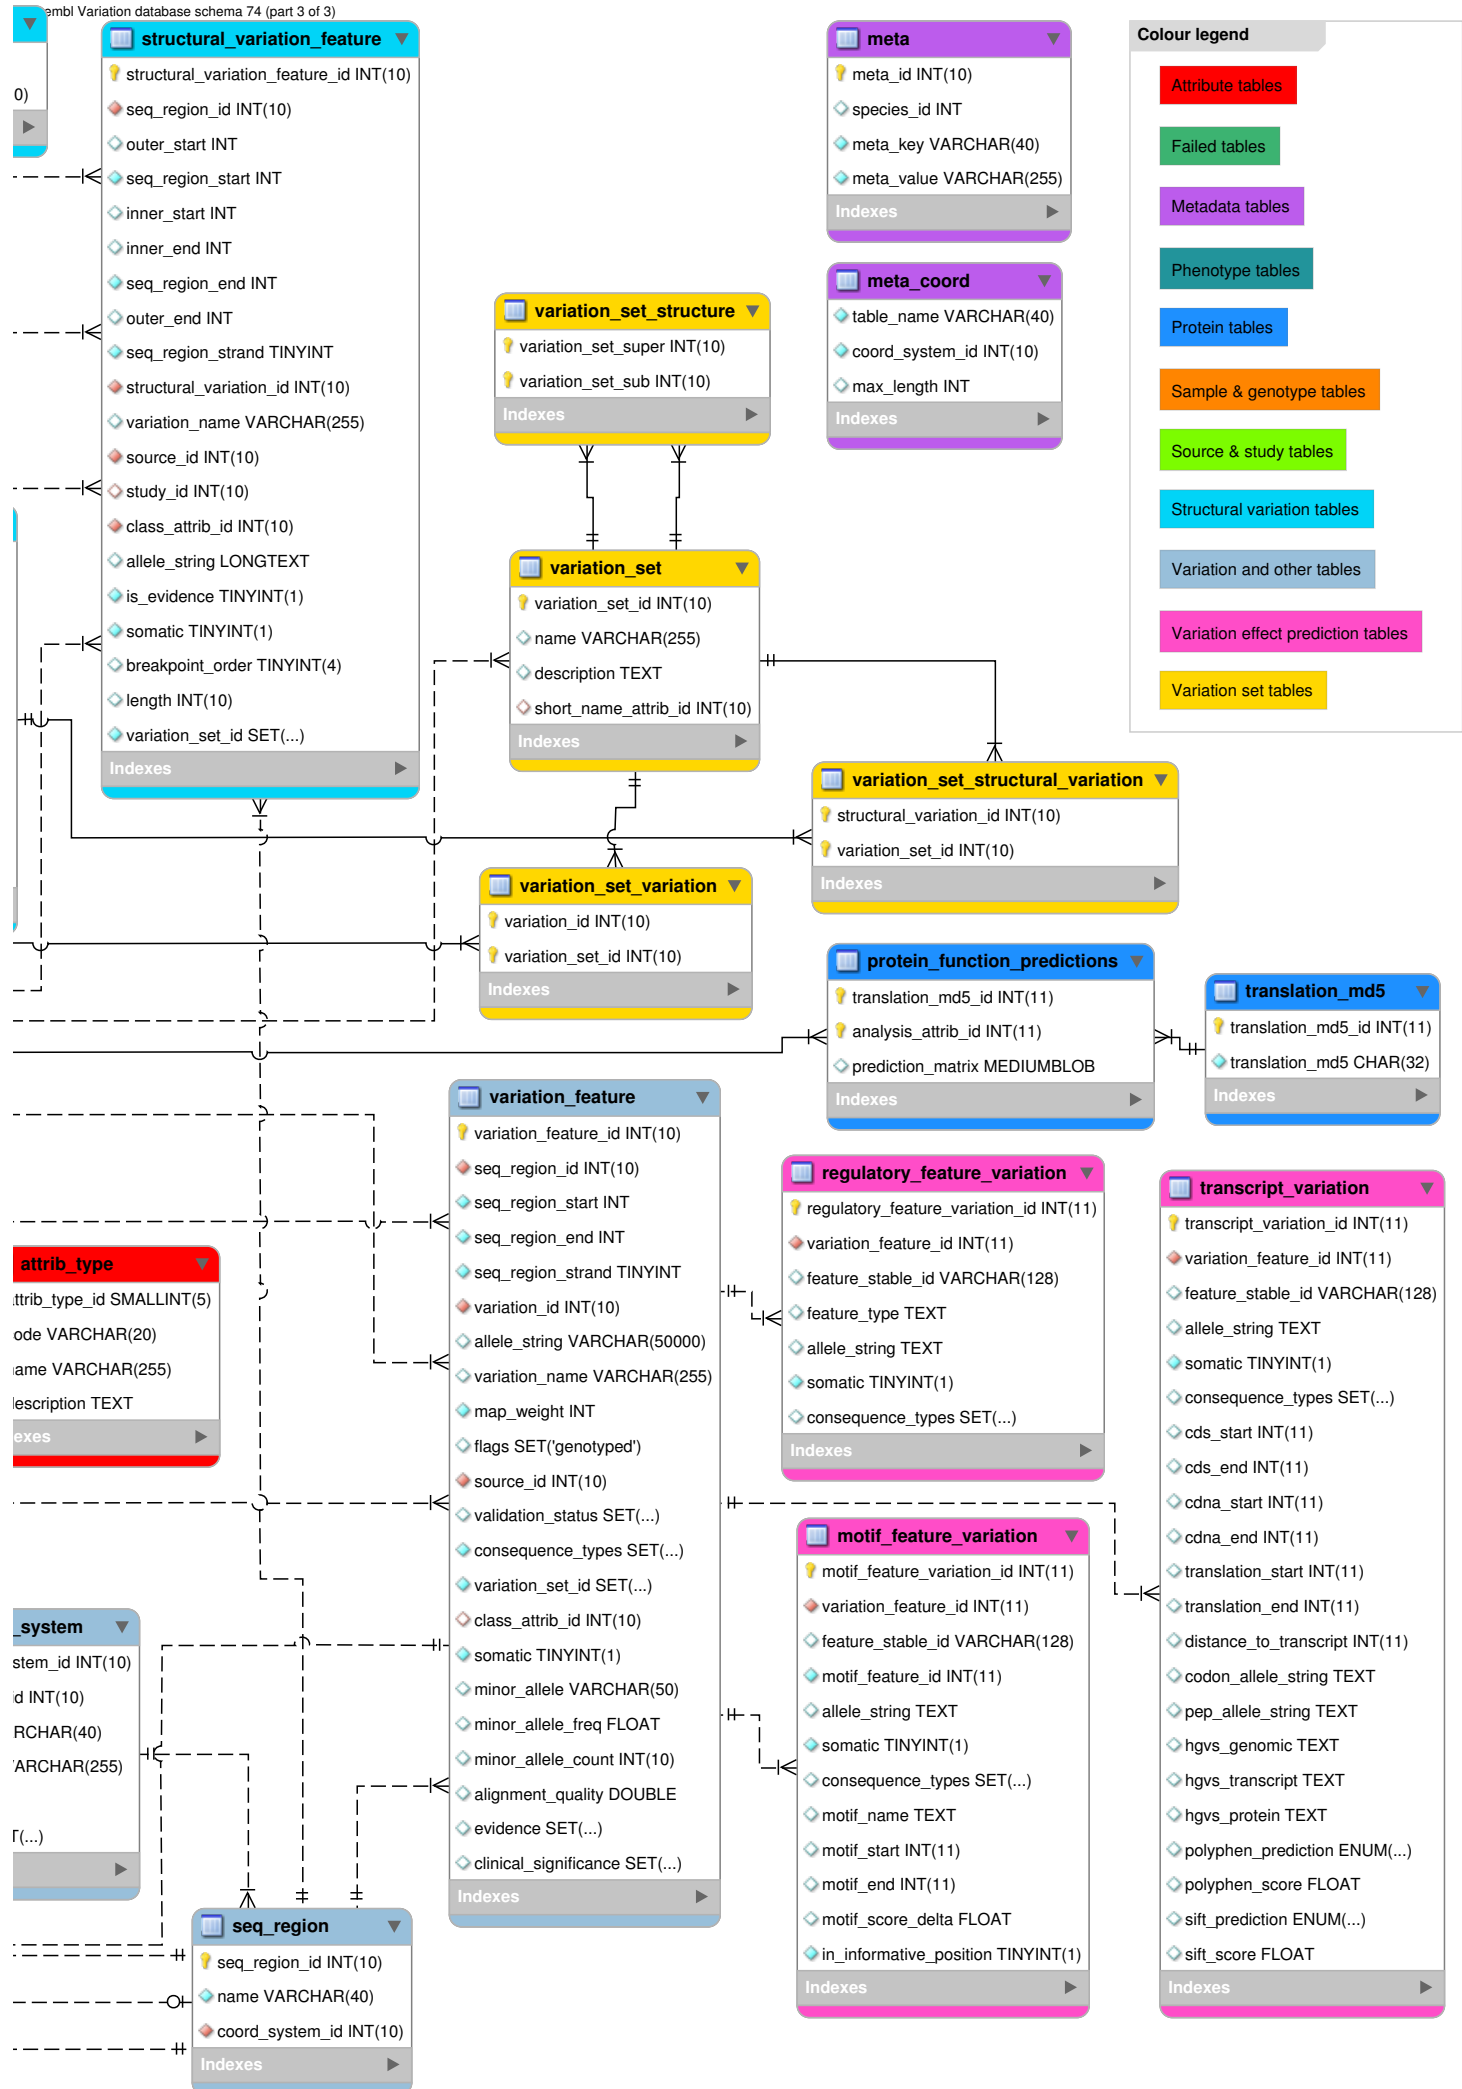 embl Variation database schema 74 (part 3 of 3)
0)
structural_variation_feature
structural_variation_feature_id INT(10)
seq_region_id INT(10)
outer_start INT
seq_region_start INT
inner_start INT
inner_end INT
seq_region_end INT
outer_end INT
seq_region_strand TINYINT
structural_variation_id INT(10)
variation_name VARCHAR(255)
source_id INT(10)
study_id INT(10)
class_attrib_id INT(10)
allele_string LONGTEXT
is_evidence TINYINT(1)
somatic TINYINT(1)
breakpoint_order TINYINT(4)
length INT(10)
variation_set_id SET(...)
Indexes
meta
meta_id INT(10)
species_id INT
meta_key VARCHAR(40)
meta_value VARCHAR(255)
Indexes
meta_coord
table_name VARCHAR(40)
coord_system_id INT(10)
max_length INT
Indexes
Colour legend
Attribute tables
Failed tables
Metadata tables
Phenotype tables
Protein tables
Sample & genotype tables
Source & study tables
Structural variation tables
Variation and other tables
Variation effect prediction tables
Variation set tables
variation_set_structure
variation_set_super INT(10)
variation_set_sub INT(10)
Indexes
variation_set
variation_set_id INT(10)
name VARCHAR(255)
description TEXT
short_name_attrib_id INT(10)
Indexes
variation_set_structural_variation
structural_variation_id INT(10)
variation_set_id INT(10)
Indexes
variation_set_variation
variation_id INT(10)
variation_set_id INT(10)
Indexes
protein_function_predictions
translation_md5_id INT(11)
analysis_attrib_id INT(11)
prediction_matrix MEDIUMBLOB
Indexes
translation_md5
translation_md5_id INT(11)
translation_md5 CHAR(32)
Indexes
variation_feature
variation_feature_id INT(10)
seq_region_id INT(10)
seq_region_start INT
seq_region_end INT
seq_region_strand TINYINT
variation_id INT(10)
allele_string VARCHAR(50000)
variation_name VARCHAR(255)
map_weight INT
flags SET('genotyped')
source_id INT(10)
validation_status SET(...)
consequence_types SET(...)
variation_set_id SET(...)
class_attrib_id INT(10)
somatic TINYINT(1)
minor_allele VARCHAR(50)
minor_allele_freq FLOAT
minor_allele_count INT(10)
alignment_quality DOUBLE
evidence SET(...)
clinical_significance SET(...)
Indexes
regulatory_feature_variation
regulatory_feature_variation_id INT(11)
variation_feature_id INT(11)
feature_stable_id VARCHAR(128)
feature_type TEXT
allele_string TEXT
somatic TINYINT(1)
consequence_types SET(...)
Indexes
transcript_variation
transcript_variation_id INT(11)
variation_feature_id INT(11)
feature_stable_id VARCHAR(128)
allele_string TEXT
somatic TINYINT(1)
consequence_types SET(...)
cds_start INT(11)
cds_end INT(11)
cdna_start INT(11)
cdna_end INT(11)
translation_start INT(11)
translation_end INT(11)
distance_to_transcript INT(11)
codon_allele_string TEXT
pep_allele_string TEXT
hgvs_genomic TEXT
hgvs_transcript TEXT
hgvs_protein TEXT
polyphen_prediction ENUM(...)
polyphen_score FLOAT
sift_prediction ENUM(...)
sift_score FLOAT
Indexes
motif_feature_variation
motif_feature_variation_id INT(11)
variation_feature_id INT(11)
feature_stable_id VARCHAR(128)
motif_feature_id INT(11)
allele_string TEXT
somatic TINYINT(1)
consequence_types SET(...)
motif_name TEXT
motif_start INT(11)
motif_end INT(11)
motif_score_delta FLOAT
in_informative_position TINYINT(1)
Indexes
attrib_type
attrib_type_id SMALLINT(5)
ode VARCHAR(20)
ame VARCHAR(255)
escription TEXT
exes
_system
stem_id INT(10)
id INT(10)
RCHAR(40)
ARCHAR(255)
T(...)
seq_region
seq_region_id INT(10)
name VARCHAR(40)
coord_system_id INT(10)
Indexes